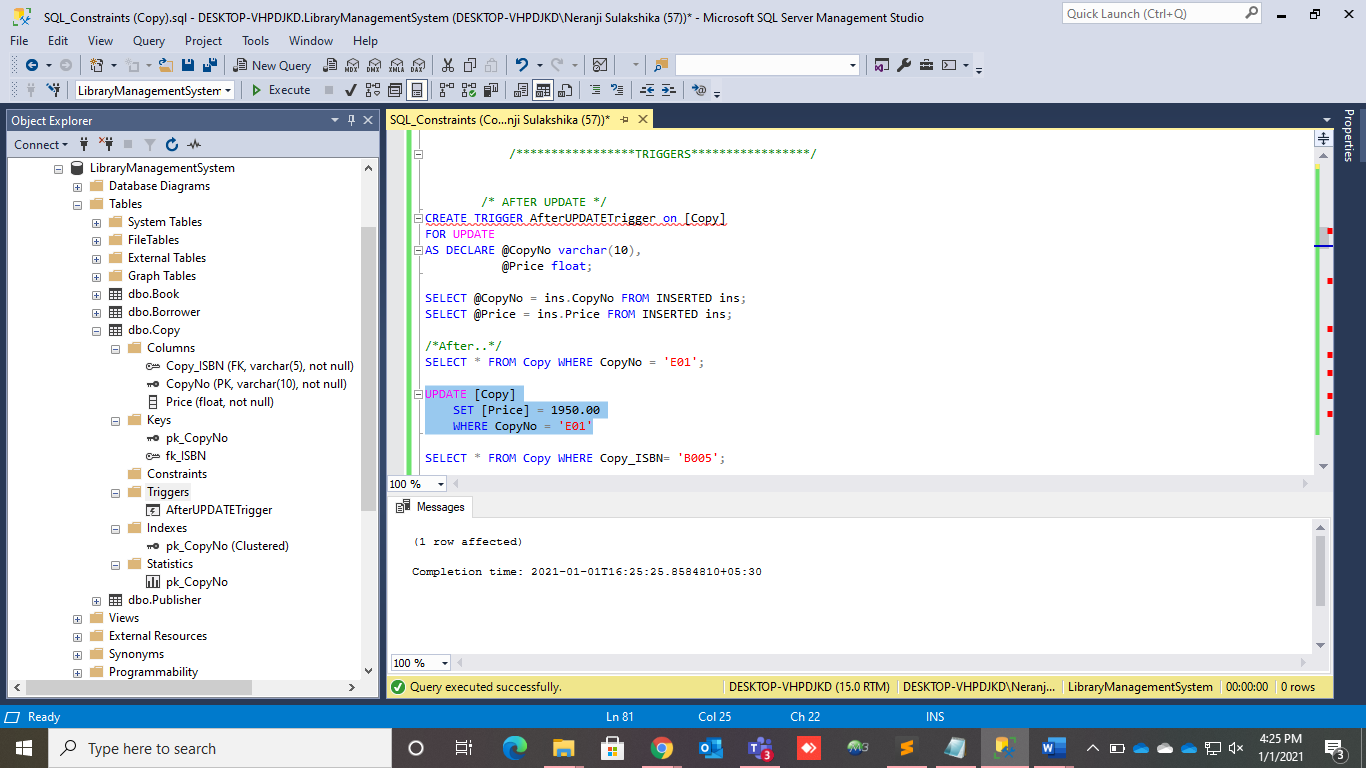 SQL_Constraints (Copy).sql - DESKTOP-VHPDJKD.LibraryManagementSystem (DESKTOP-VHPDJKD\Neranji Sulakshika (57))* - Microsoft SQL Server Management Studio
Quick Launch (Ctrl+Q)
File Edit View Query Project Tools Window Help
New Query
MDX DMX XMLA DAX
LibraryManagementSystem
Execute
Object Explorer
Connect
LibraryManagementSystem
Database Diagrams
Tables
System Tables
FileTables
External Tables
Graph Tables
dbo.Book
dbo.Borrower
dbo.Copy
Columns
Copy_ISBN (FK, varchar(5), not null)
CopyNo (PK, varchar(10), not null)
Price (float, not null)
Keys
pk_CopyNo
fk_ISBN
Constraints
Triggers
AfterUPDATETrigger
Indexes
pk_CopyNo (Clustered)
Statistics
pk_CopyNo
dbo.Publisher
Views
External Resources
Synonyms
Programmability
SQL_Constraints (Co...nji Sulakshika (57))*
Properties
/*****************TRIGGERS*****************/
/* AFTER UPDATE */
CREATE TRIGGER AfterUPDATETrigger on [Copy]
FOR UPDATE
AS DECLARE @CopyNo varchar(10),
@Price float;
SELECT @CopyNo = ins.CopyNo FROM INSERTED ins;
SELECT @Price = ins.Price FROM INSERTED ins;
/*After..*/
SELECT * FROM Copy WHERE CopyNo = 'E01';
UPDATE [Copy]
SET [Price] = 1950.00
WHERE CopyNo = 'E01'
SELECT * FROM Copy WHERE Copy_ISBN= 'B005';
100 %
Messages
(1 row affected)
Completion time: 2021-01-01T16:25:25.8584810+05:30
100 %
Query executed successfully.
DESKTOP-VHPDJKD (15.0 RTM) DESKTOP-VHPDJKD\Neranj... LibraryManagementSystem 00:00:00 0 rows
Ready Ln 81 Col 25 Ch 22 INS
Type here to search
3
4:25 PM
1/1/2021
3